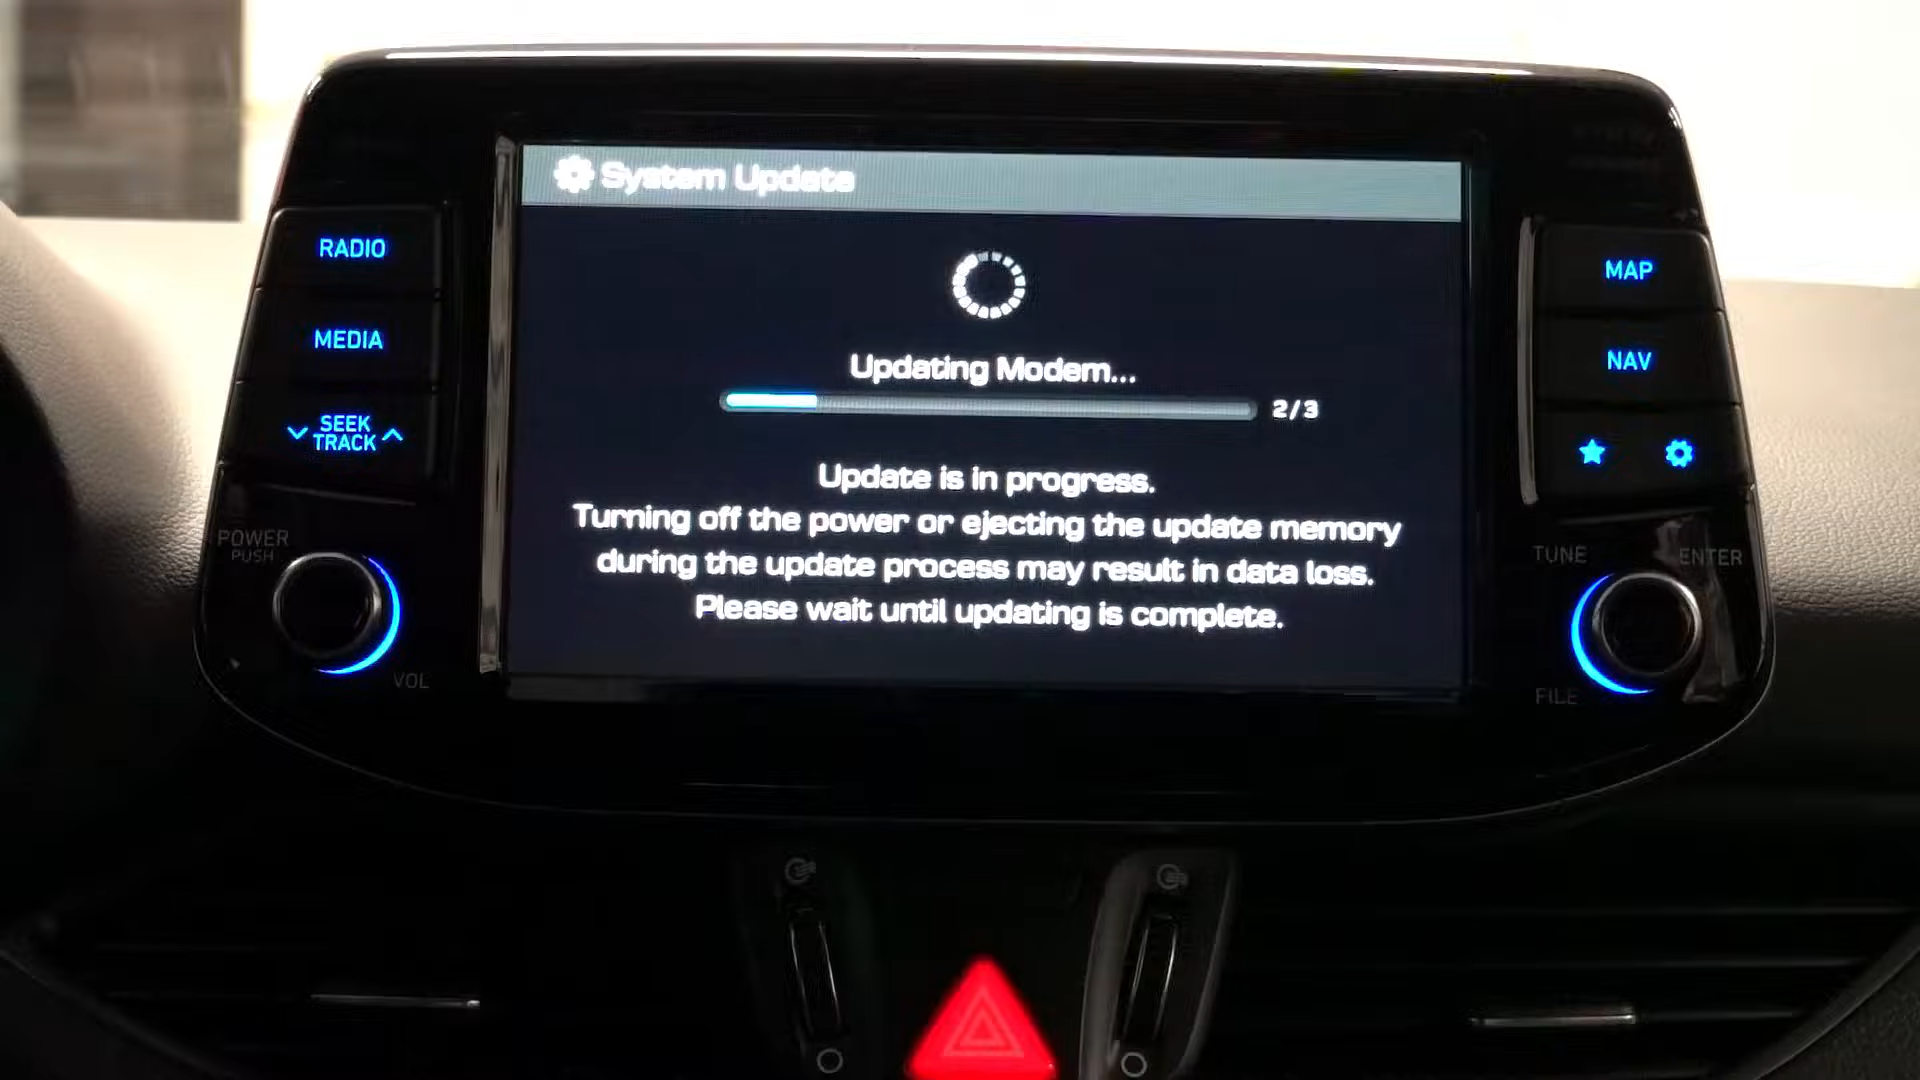 System Update
RADIO
MEDIA
SEEK
TRACK
POWER
PUSH
VOL
Updating Modem...
2/3
Update is in progress.
Turning off the power or ejecting the update memory
during the update process may result in data loss.
Please wait until updating is complete.
MAP
NAV
TUNE
ENTER
FILE